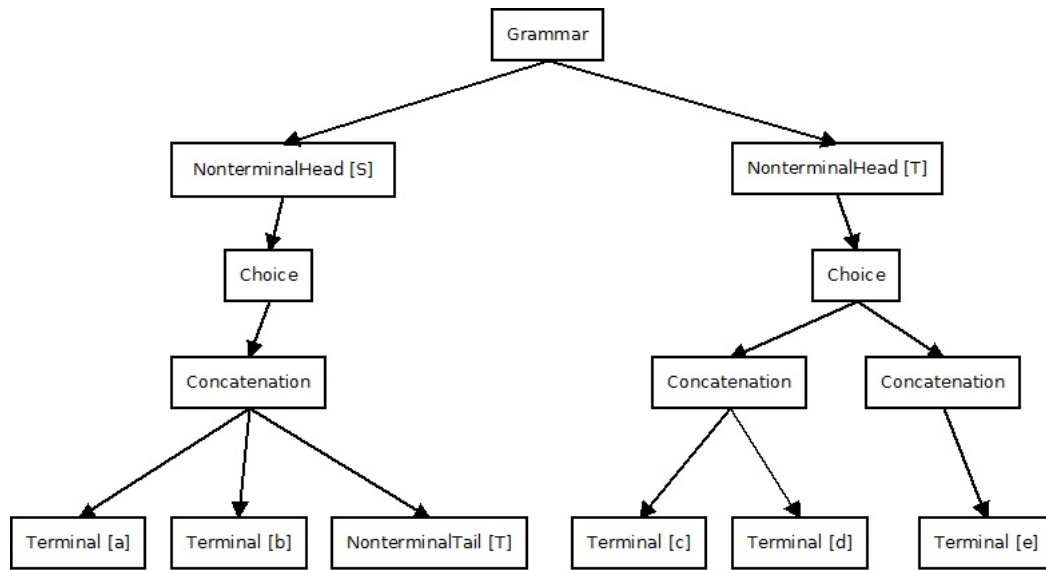 Grammar
NonterminalHead [S]
NonterminalHead [T]
Choice
Choice
Concatenation
Concatenation
Concatenation
Terminal [a]
Terminal [b]
NonterminalTail [T]
Terminal [c]
Terminal [d]
Terminal [e]